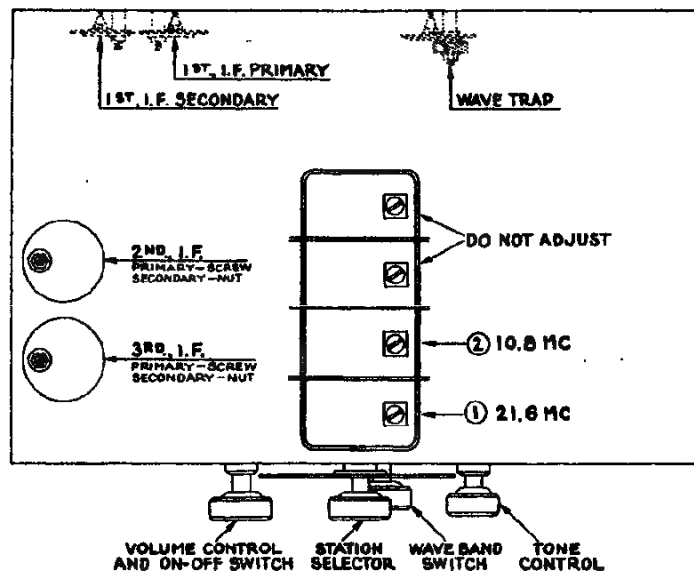 1ST. I.F. PRIMARY
1ST. I.F. SECONDARY
WAVE TRAP
DO NOT ADJUST
2ND. I.F.
PRIMARY-SCREW
SECONDARY-NUT
② 10.8 MC
3RD. I.F.
PRIMARY-SCREW
SECONDARY-NUT
① 21.6 MC
VOLUME CONTROL
AND ON-OFF SWITCH
STATION
SELECTOR
WAVE BAND
SWITCH
TONE
CONTROL